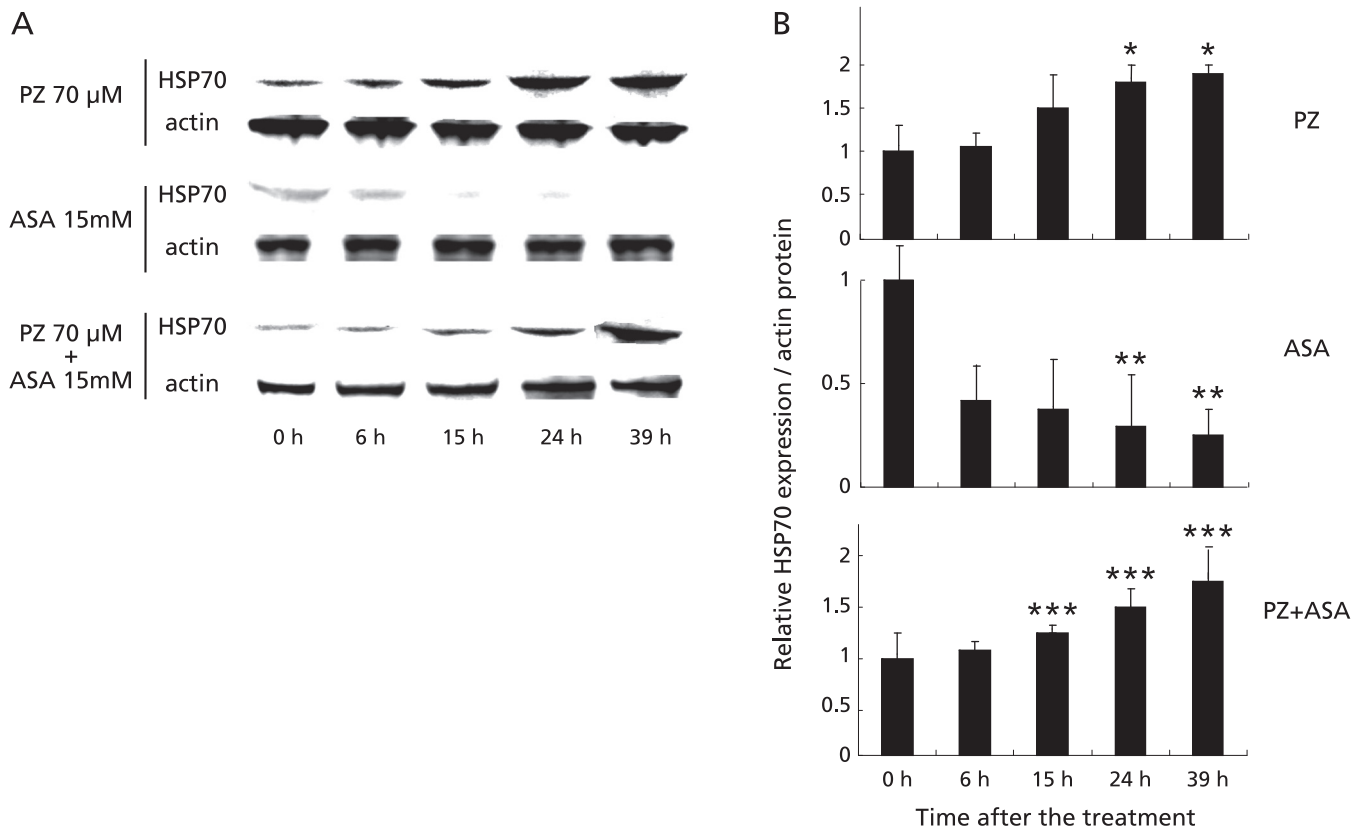 A
PZ 70 µM
HSP70
actin
ASA 15mM
HSP70
actin
PZ 70 µM
+
ASA 15mM
HSP70
actin
0 h 6 h 15 h 24 h 39 h
B
Relative HSP70 expression / actin protein
2
1.5
1
0.5
0
* *
PZ
1
0.5
0
** **
ASA
2
1.5
1
0.5
0
*** *** ***
PZ+ASA
0 h 6 h 15 h 24 h 39 h
Time after the treatment